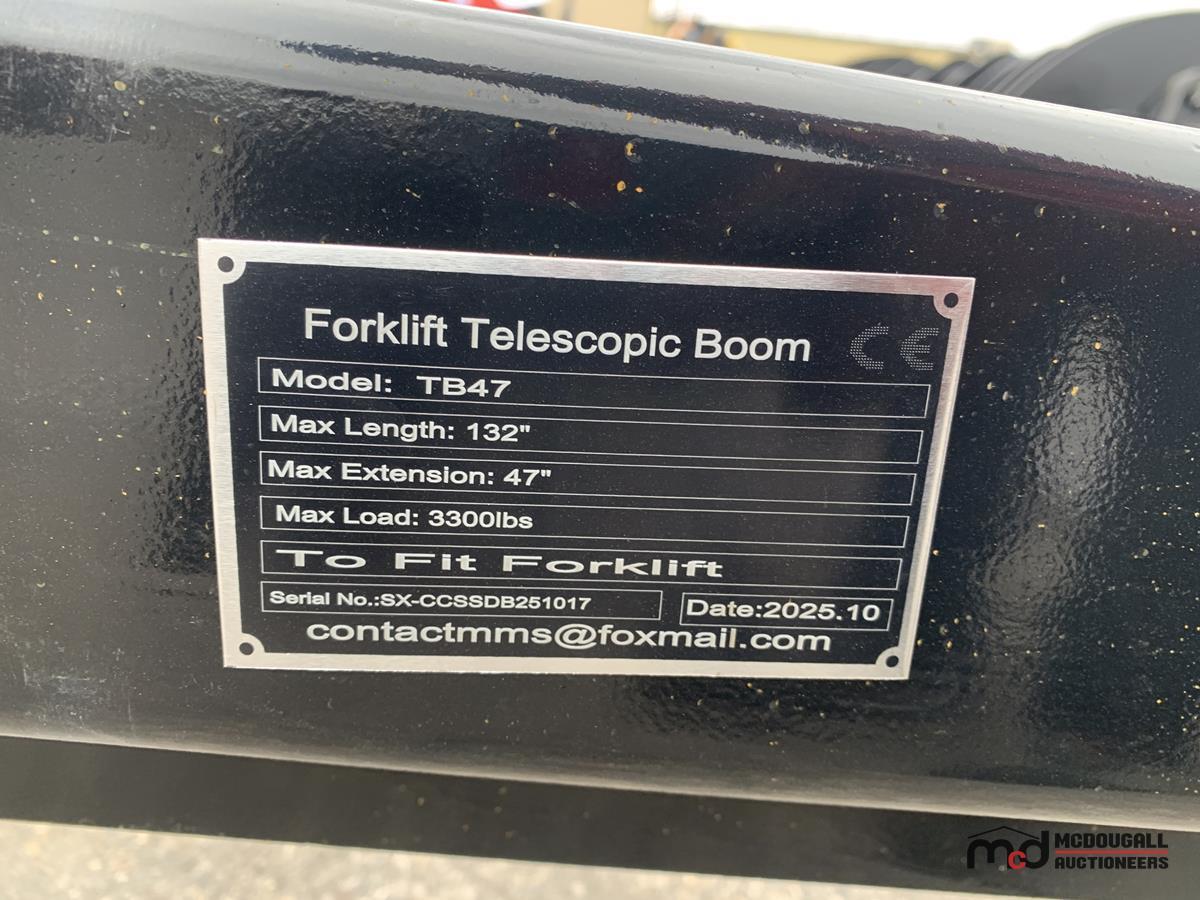 Forklift Telescopic Boom CE
Model: TB47
Max Length: 132"
Max Extension: 47"
Max Load: 3300lbs
To Fit Forklift
Serial No.:SX-CCSSDB251017 Date:2025.10
contactmms@foxmail.com
mcd MCDOUGALL
AUCTIONEERS